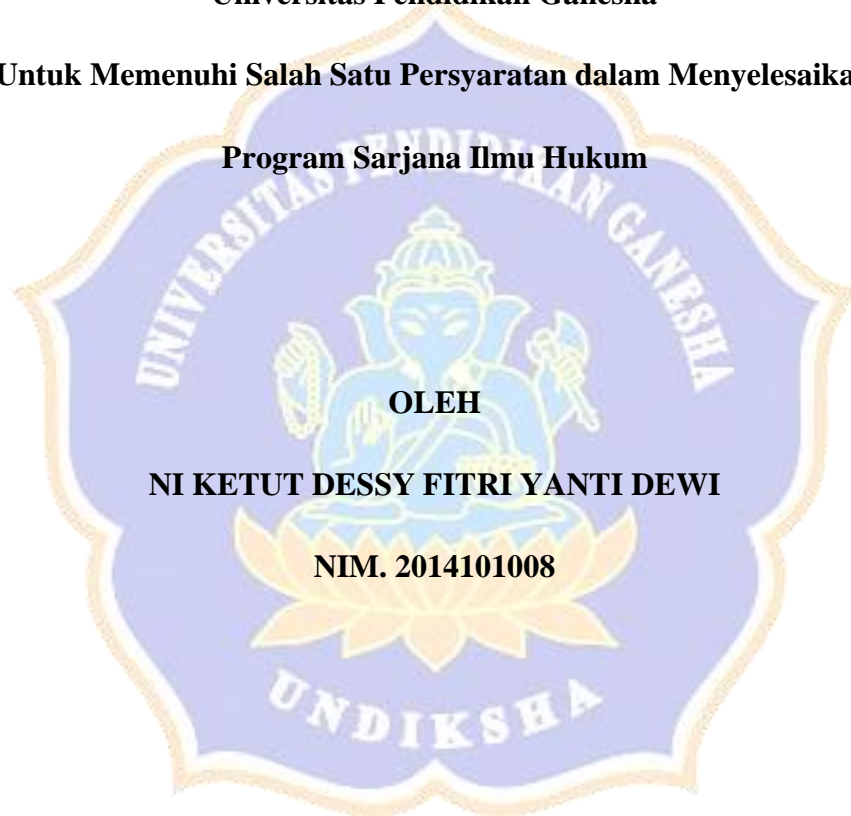 Universitas Pendidikan Ganesha
Untuk Memenuhi Salah Satu Persyaratan dalam Menyelesaika
Program Sarjana Ilmu Hukum
UNIVERSITAS PENDIDIKAN GANESHA
OLEH
NI KETUT DESSY FITRI YANTI DEWI
NIM. 2014101008
UNDIKSHA